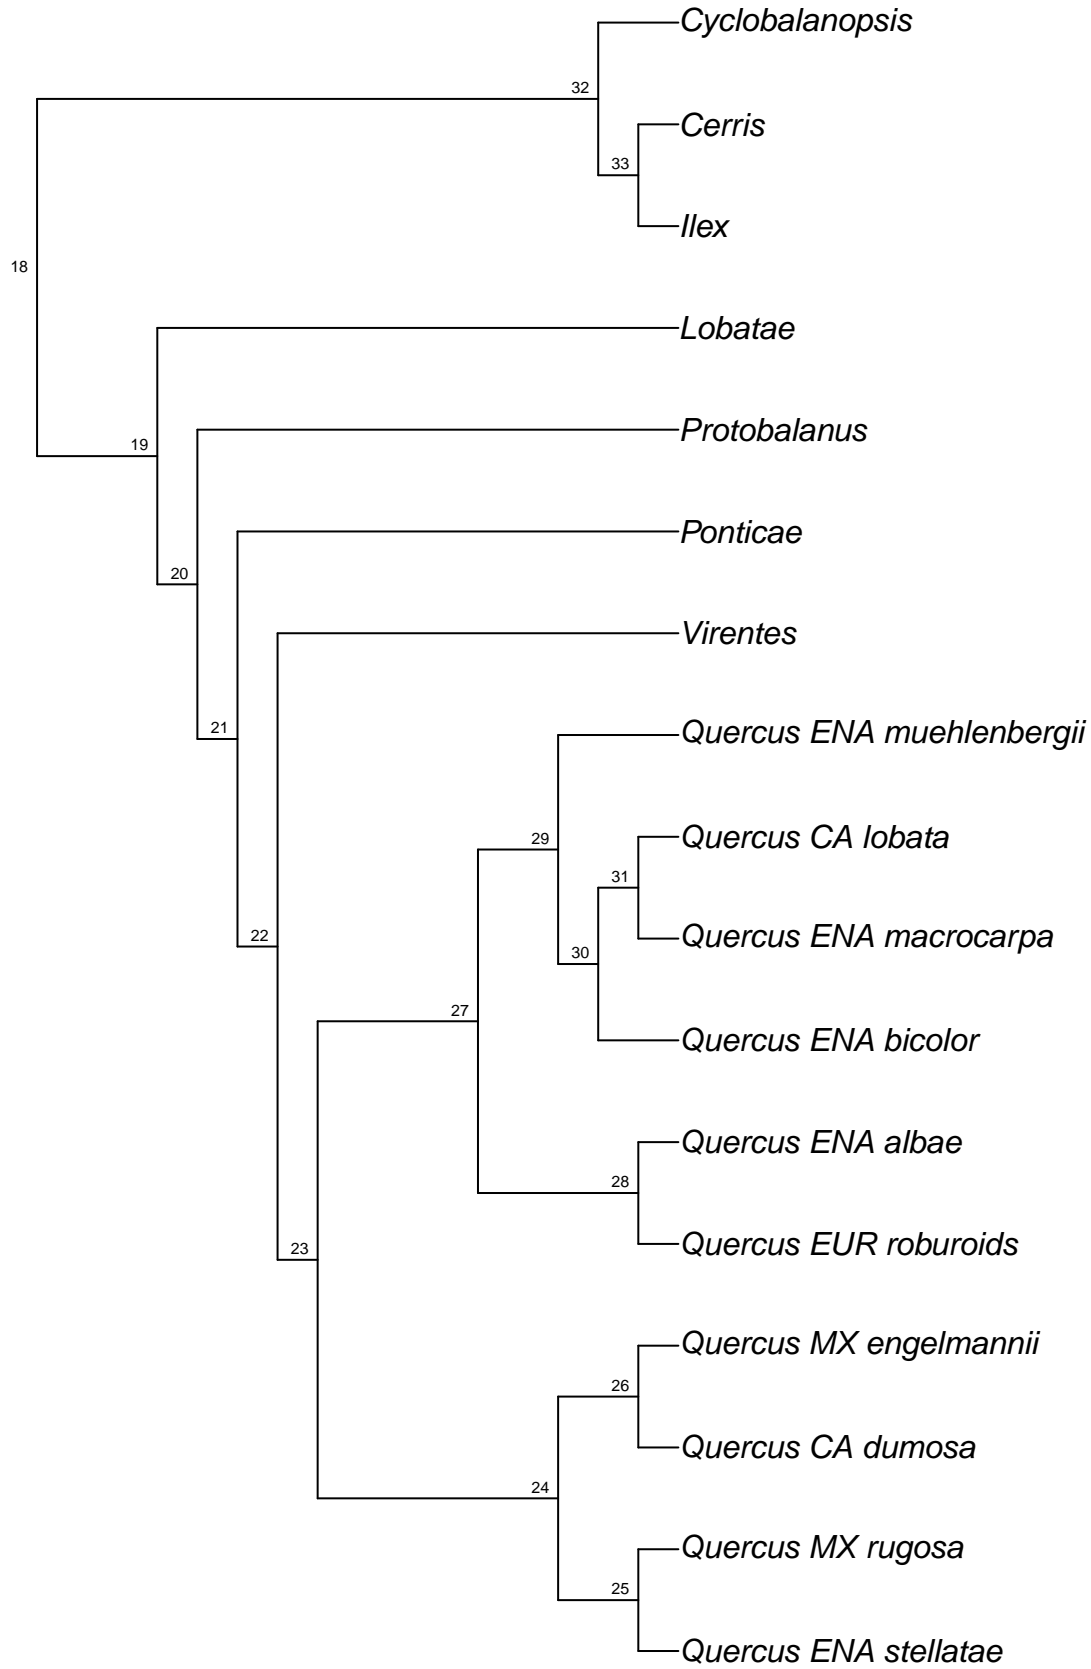 Cyclobalanopsis
32
Cerris
33
Ilex
18
Lobatae
Protobalanus
19
Ponticae
20
Virentes
21
Quercus ENA muehlenbergii
29
Quercus CA lobata
31
22
Quercus ENA macrocarpa
30
27
Quercus ENA bicolor
Quercus ENA albae
28
Quercus EUR roburoids
23
Quercus MX engelmannii
26
Quercus CA dumosa
24
Quercus MX rugosa
25
Quercus ENA stellatae